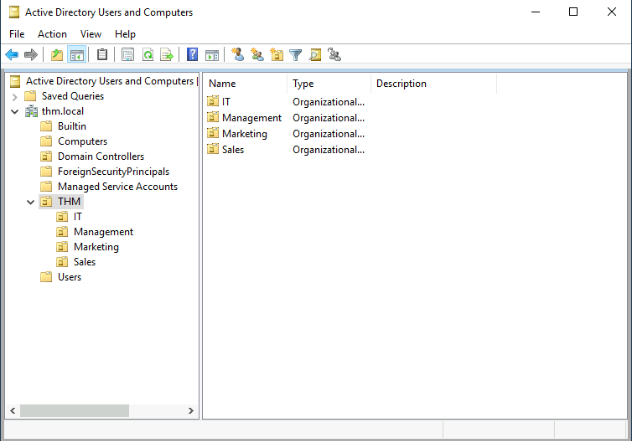 Active Directory Users and Computers
File Action View Help
Active Directory Users and Computers [
Saved Queries
thm.local
Builtin
Computers
Domain Controllers
ForeignSecurityPrincipals
Managed Service Accounts
THM
IT
Management
Marketing
Sales
Users
Name Type Description
IT Organizational...
Management Organizational...
Marketing Organizational...
Sales Organizational...